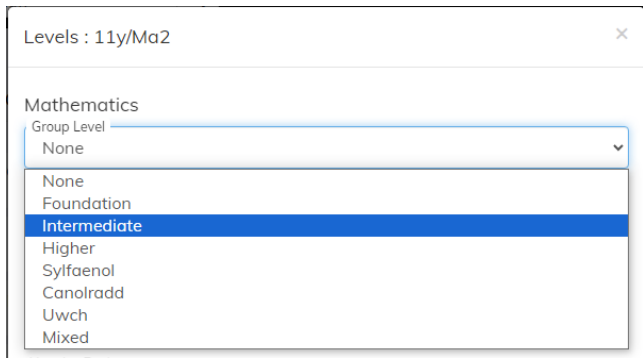 Levels : 11y/Ma2 ×
Mathematics
Group Level
None
None
Foundation
Intermediate
Higher
Sylfaenol
Canolradd
Uwch
Mixed